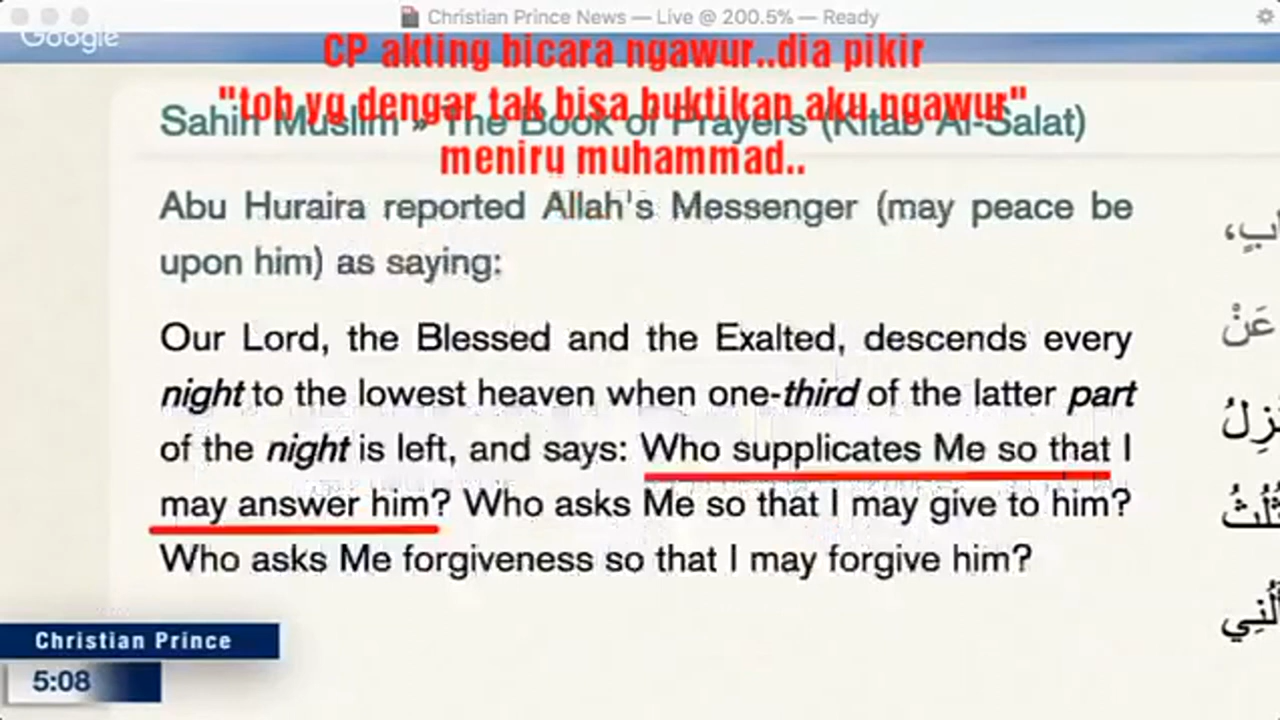 Christian Prince News — Live @ 200.5% — Ready
Google
CP akting bicara ngawur..dia pikir
"toh yg dengar tak bisa buktikan aku ngawur"
meniru muhammad..
Sahih Muslim » The Book of Prayers (Kitab Al-Salat)
Abu Huraira reported Allah's Messenger (may peace be
upon him) as saying:
Our Lord, the Blessed and the Exalted, descends every
night to the lowest heaven when one-third of the latter part
of the night is left, and says: Who supplicates Me so that I
may answer him? Who asks Me so that I may give to him?
Who asks Me forgiveness so that I may forgive him?
عَنْ
Christian Prince
5:08